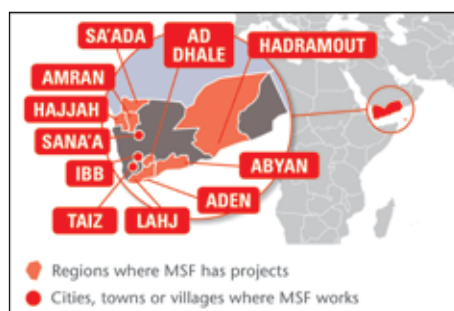 SA'ADA
AD
DHALE
HADRAMOUT
AMRAN
HAJJAH
SANA'A
IBB
ABYAN
ADEN
TAIZ
LAHJ
Regions where MSF has projects
Cities, towns or villages where MSF works